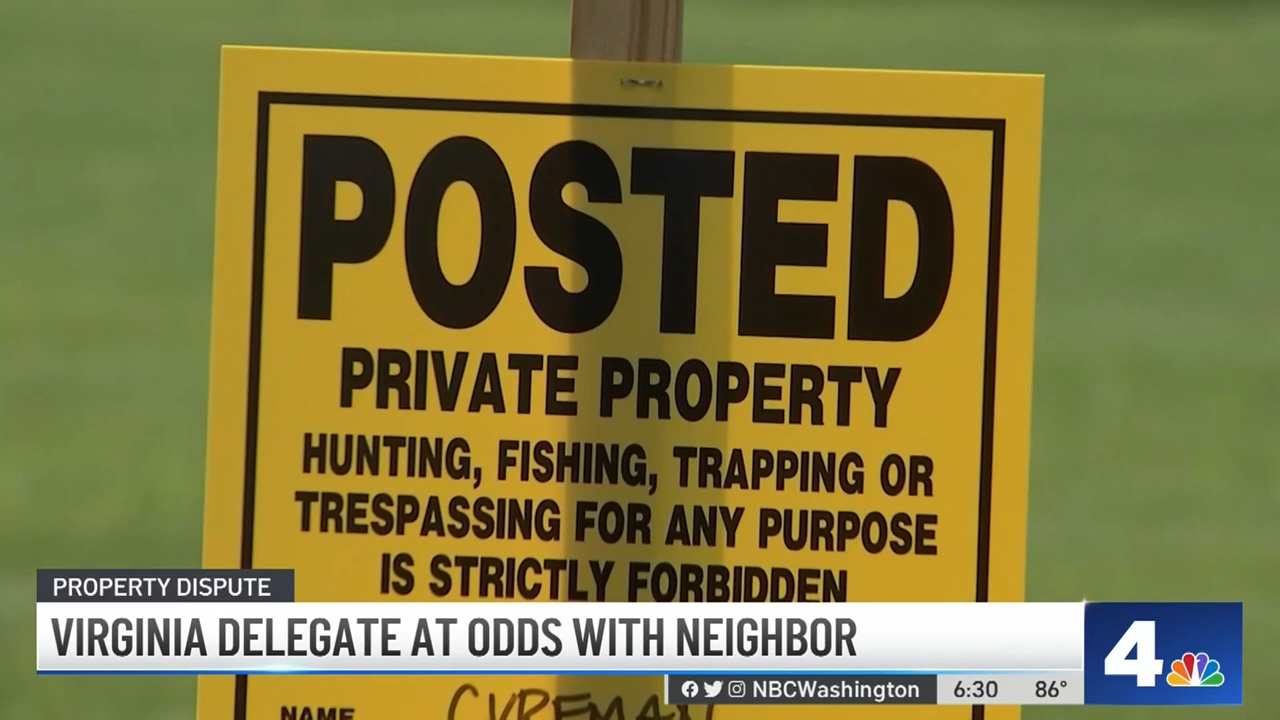 POSTED
PRIVATE PROPERTY
HUNTING, FISHING, TRAPPING OR
TRESPASSING FOR ANY PURPOSE
IS STRICTLY FORBIDDEN
PROPERTY DISPUTE
VIRGINIA DELEGATE AT ODDS WITH NEIGHBOR
4
NBCWashington
6:30
86°
NAME